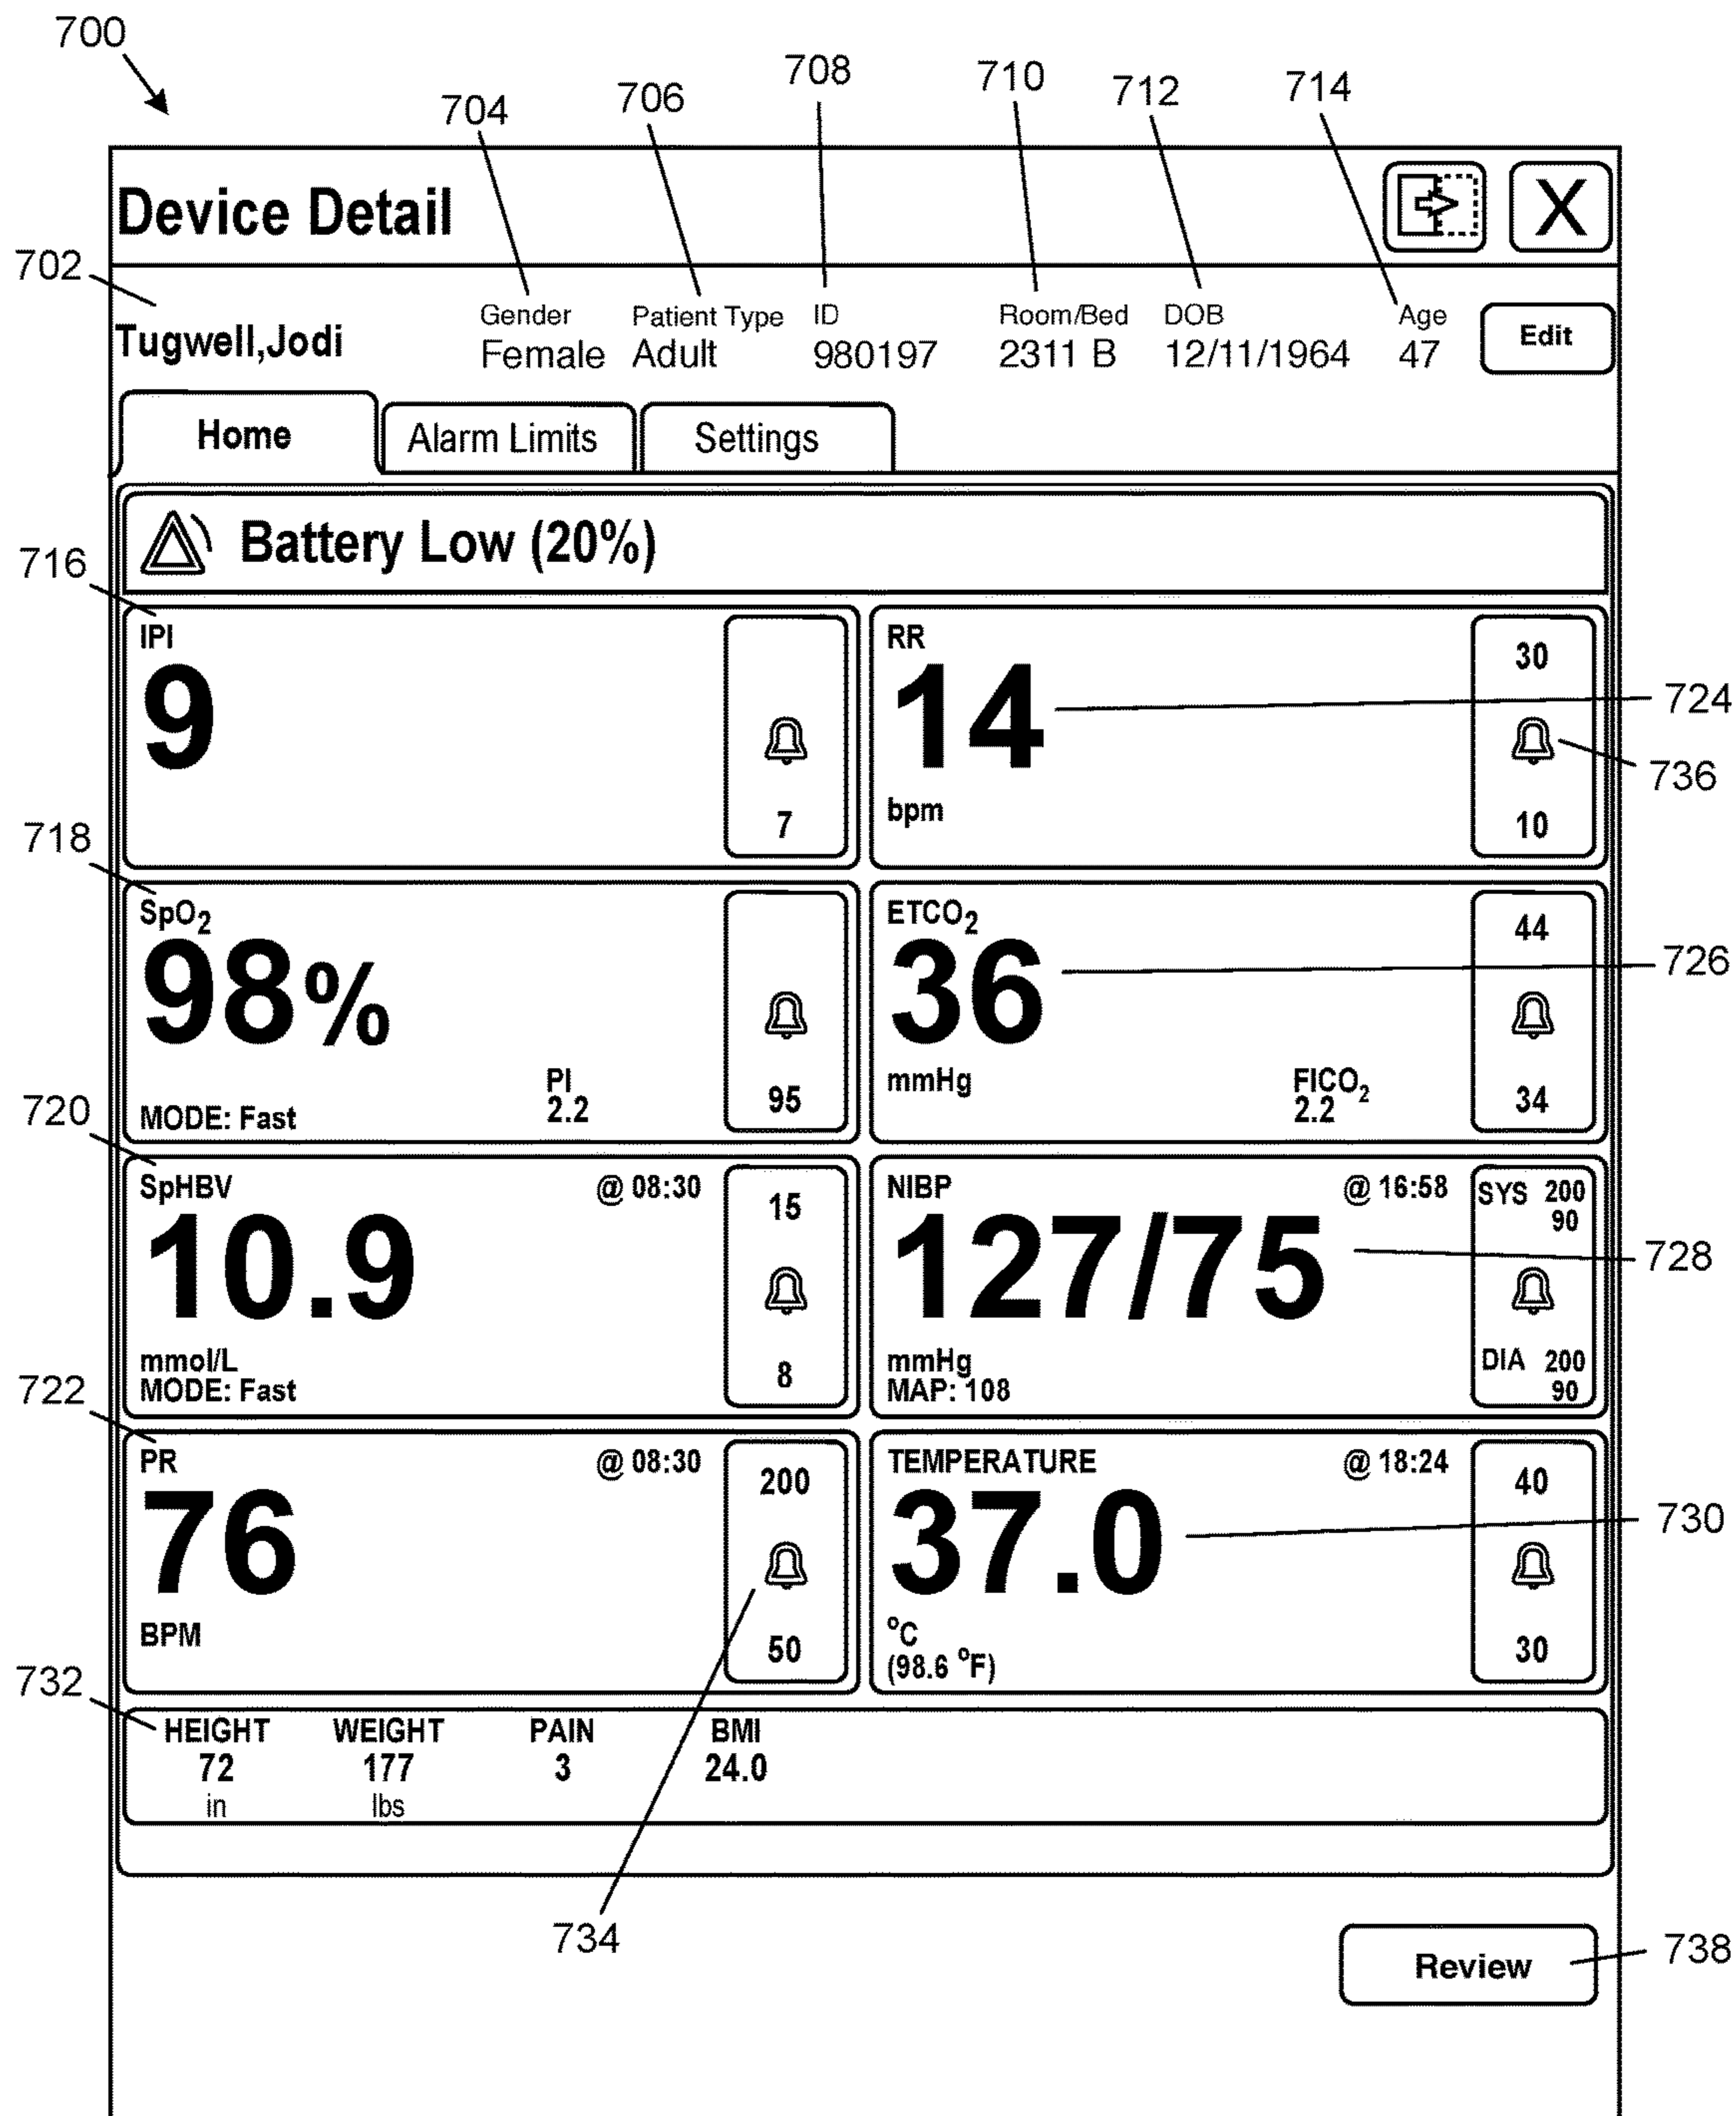 700
704 706 708 710 712 714
Device Detail X
702
Gender Patient Type ID Room/Bed DOB Age
Tugwell,Jodi Female Adult 980197 2311 B 12/11/1964 47 Edit
Home Alarm Limits Settings
Battery Low (20%)
716
IPI
9
7
RR
14
bpm
30
10
724
736
718
SpO2
98%
MODE: Fast
PI
2.2
95
ETCO2
36
mmHg
FICO2
2.2
44
34
726
720
SpHBV @ 08:30
10.9
mmol/L
MODE: Fast
15
8
NIBP @ 16:58
127/75
mmHg
MAP: 108
SYS 200
90
DIA 200
90
728
722
PR @ 08:30
76
BPM
200
50
TEMPERATURE @ 18:24
37.0
°C
(98.6 °F)
40
30
730
732
HEIGHT WEIGHT PAIN BMI
72 177 3 24.0
in lbs
734
Review
738